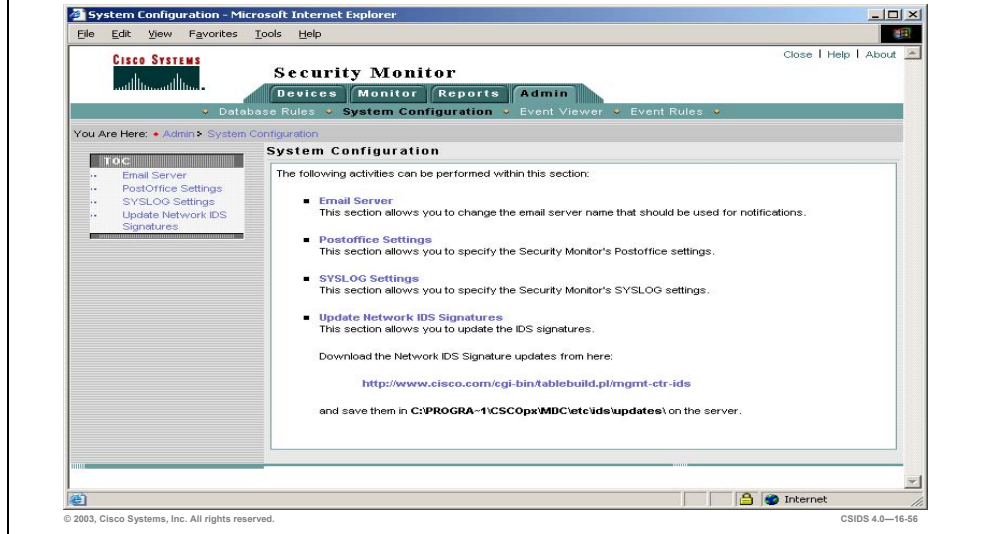 System Configuration - Microsoft Internet Explorer
File Edit View Favorites Tools Help
Close | Help | About
CISCO SYSTEMS
Security Monitor
Devices Monitor Reports Admin
Database Rules System Configuration Event Viewer Event Rules
You Are Here: Admin > System Configuration
System Configuration
TOC
Email Server
PostOffice Settings
SYSLOG Settings
Update Network IDS
Signatures
The following activities can be performed within this section:
Email Server
This section allows you to change the email server name that should be used for notifications.
Postoffice Settings
This section allows you to specify the Security Monitor's Postoffice settings.
SYSLOG Settings
This section allows you to specify the Security Monitor's SYSLOG settings.
Update Network IDS Signatures
This section allows you to update the IDS signatures.
Download the Network IDS Signature updates from here:
http://www.cisco.com/cgi-bin/tablebuild.pl/mgmt-ctr-ids
and save them in C:\PROGRA~1\CSCOpx\MDC\etc\ids\updates\ on the server.
Internet
© 2003, Cisco Systems, Inc. All rights reserved.
CSIDS 4.0—16-56